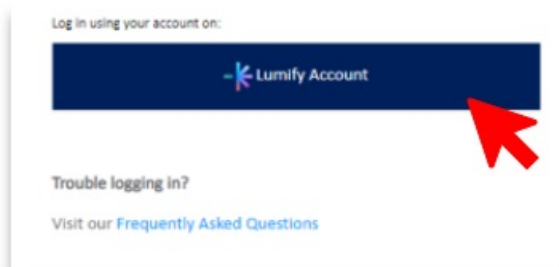 Log in using your account on:
Lumify Account
Trouble logging in?
Visit our Frequently Asked Questions